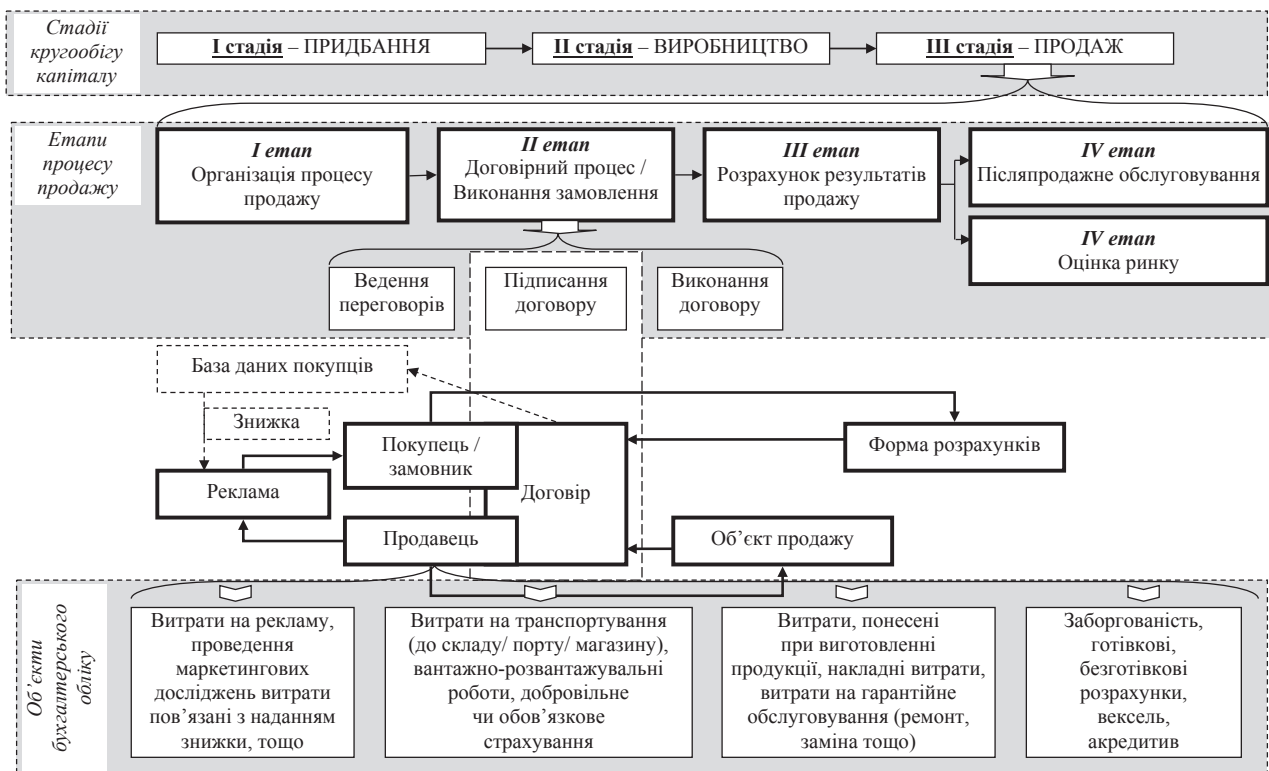 Стадії
кругообігу
капіталу
I стадія – ПРИДБАННЯ
II стадія – ВИРОБНИЦТВО
III стадія – ПРОДАЖ
Етапи
процесу
продажу
I етап
Організація процесу
продажу
II етап
Договірний процес /
Виконання замовлення
III етап
Розрахунок результатів
продажу
IV етап
Післяпродажне обслуговування
IV етап
Оцінка ринку
Ведення
переговорів
Підписання
договору
Виконання
договору
База даних покупців
Знижка
Покупець /
замовник
Форма розрахунків
Реклама
Договір
Продавець
Об’єкт продажу
Об’єкти
бухгалтерського
обліку
Витрати на рекламу,
проведення
маркетингових
досліджень витрати
пов’язані з наданням
знижки, тощо
Витрати на транспортування
(до складу/ порту/ магазину),
вантажно-розвантажувальні
роботи, добровільне
чи обов’язкове
страхування
Витрати, понесені
при виготовленні
продукції, накладні витрати,
витрати на гарантійне
обслуговування (ремонт,
заміна тощо)
Заборгованість,
готівкові,
безготівкові
розрахунки,
вексель,
акредитив